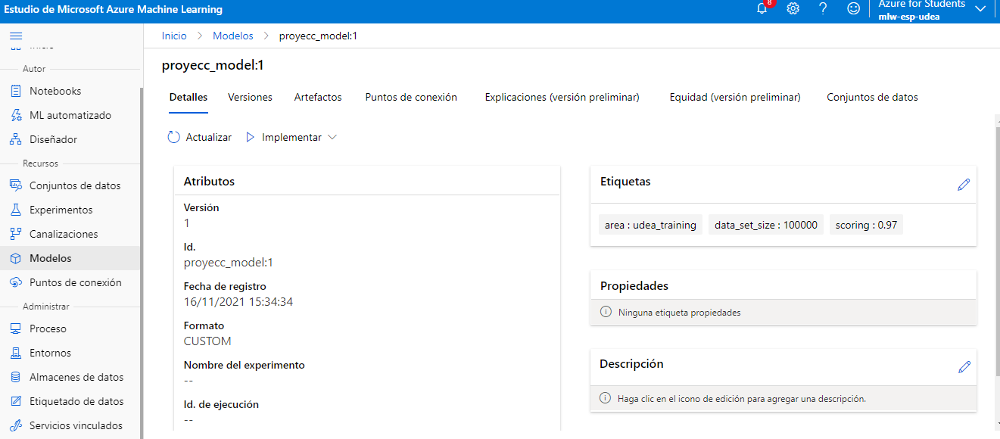 Estudio de Microsoft Azure Machine Learning
8
Azure for Students
mlw-esp-udea
Inicio
Autor
Notebooks
ML automatizado
Diseñador
Recursos
Conjuntos de datos
Experimentos
Canalizaciones
Modelos
Puntos de conexión
Administrar
Proceso
Entornos
Almacenes de datos
Etiquetado de datos
Servicios vinculados
Inicio > Modelos > proyecc_model:1
proyecc_model:1
Detalles Versiones Artefactos Puntos de conexión Explicaciones (versión preliminar) Equidad (versión preliminar) Conjuntos de datos
Actualizar Implementar
Atributos
Versión
1
Id.
proyecc_model:1
Fecha de registro
16/11/2021 15:34:34
Formato
CUSTOM
Nombre del experimento
--
Id. de ejecución
--
Etiquetas
area : udea_training data_set_size : 100000 scoring : 0.97
Propiedades
Ninguna etiqueta propiedades
Descripción
Haga clic en el icono de edición para agregar una descripción.